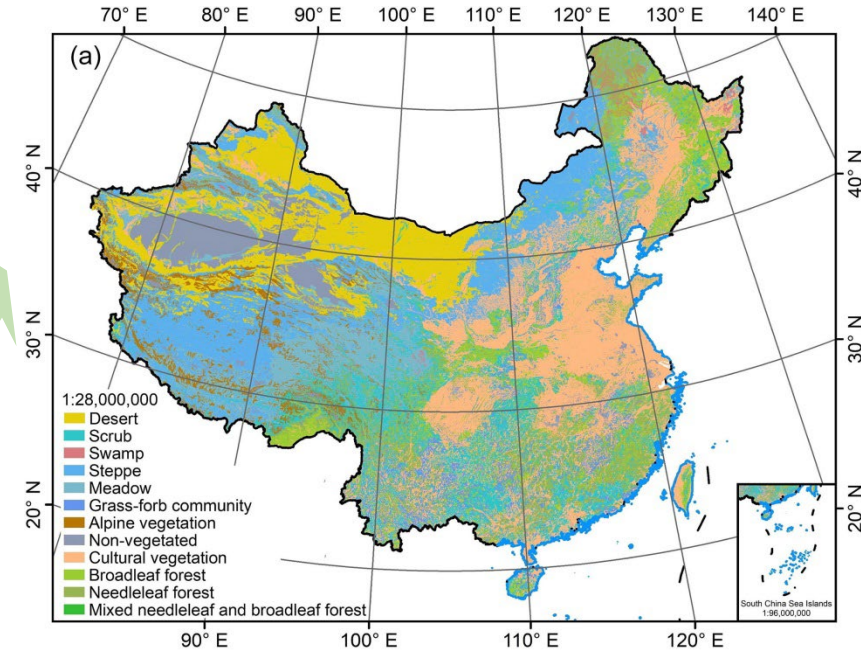 70° E 80° E 90° E 100° E 110° E 120° E 130° E 140° E
(a)
40° N
40° N
30° N
30° N
20° N
20° N
1:28,000,000
Desert
Scrub
Swamp
Steppe
Meadow
Grass-forb community
Alpine vegetation
Non-vegetated
Cultural vegetation
Broadleaf forest
Needleleaf forest
Mixed needleleaf and broadleaf forest
South China Sea Islands
1:96,000,000
90° E 100° E 110° E 120° E